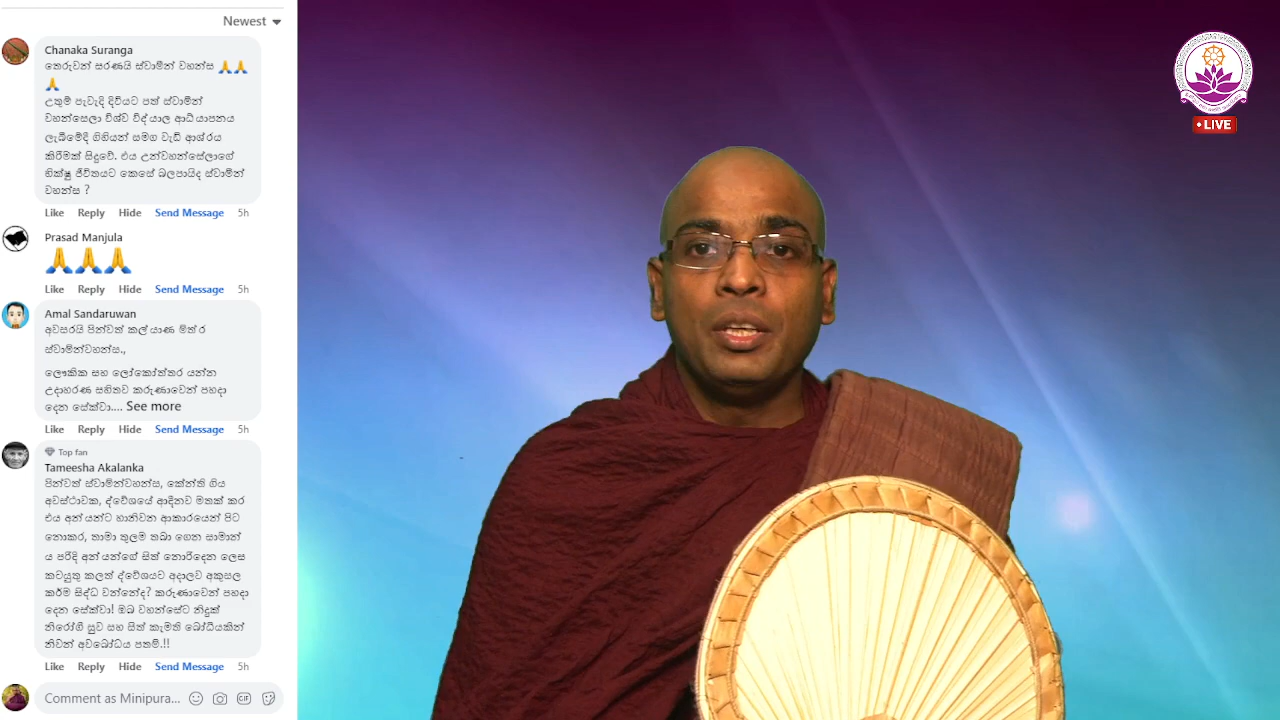 Newest
Chanaka Suranga
තෙරුවන් සරණයි ස්වාමීන් වහන්ස 🙏🙏
🙏
උතුම් පැවැදි දිවියට පත් ස්වාමීන්
වහන්සෙලා විශ්ව විද්‍යාල ආධ්‍යාපනය
ලැබීමේදී ගිහියන් සමග වැඩි ආශ්‍රය
කිරීමක් සිදුවේ. එය උන්වහන්සේලාගේ
භික්ෂු ජීවිතයට කෙසේ බලපායිද ස්වාමීන්
වහන්ස ?
Like Reply Hide Send Message 5h
Prasad Manjula
🙏🙏🙏
Like Reply Hide Send Message 5h
Amal Sandaruwan
අවසරයි පින්වත් කල්‍යාණ මිත්‍ර
ස්වාමින්වහන්ස.,
ලෞකික සහ ලෝකෝත්තර යන්න
උදාහරණ සහිතව කරුණාවෙන් පහදා
දෙන සේක්වා.... See more
Like Reply Hide Send Message 5h
Top fan
Tameesha Akalanka
පින්වත් ස්වාමින්වහන්ස, කේන්ති ගිය
අවස්ථාවක, ද්වේශයේ ආදිනව මතක් කර
එය අන්‍යන්ට හානිවන ආකාරයෙන් පිට
නොකර, තාමා තුලම තබා ගෙන සාමාන්
ය පරිදි අන්‍යන්ගේ සිත් නොරිදෙන ලෙස
කටයුතු කලත් ද්වේශයට අදාලව අකුසල
කර්ම සිද්ධ වන්නේද? කරුණාවෙන් පහදා
දෙන සේක්වා! ඔබ වහන්සේට නිදුක්
නිරෝගී සුව සහ සිත් කැමති බෝධියකින්
නිවන් අවබෝධය පතමි.!!
Like Reply Hide Send Message 5h
Comment as Minipura...
GIF
• LIVE